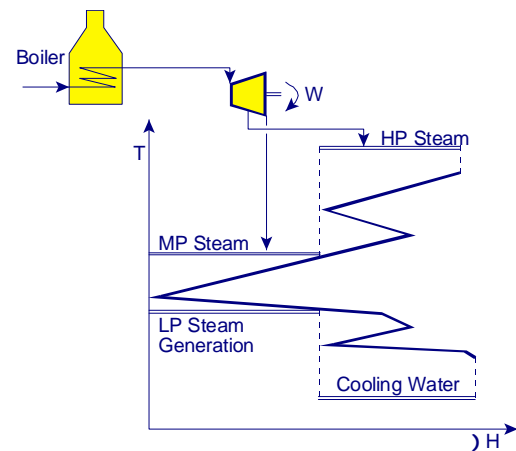 Boiler
W
T
HP Steam
MP Steam
LP Steam
Generation
Cooling Water
) H